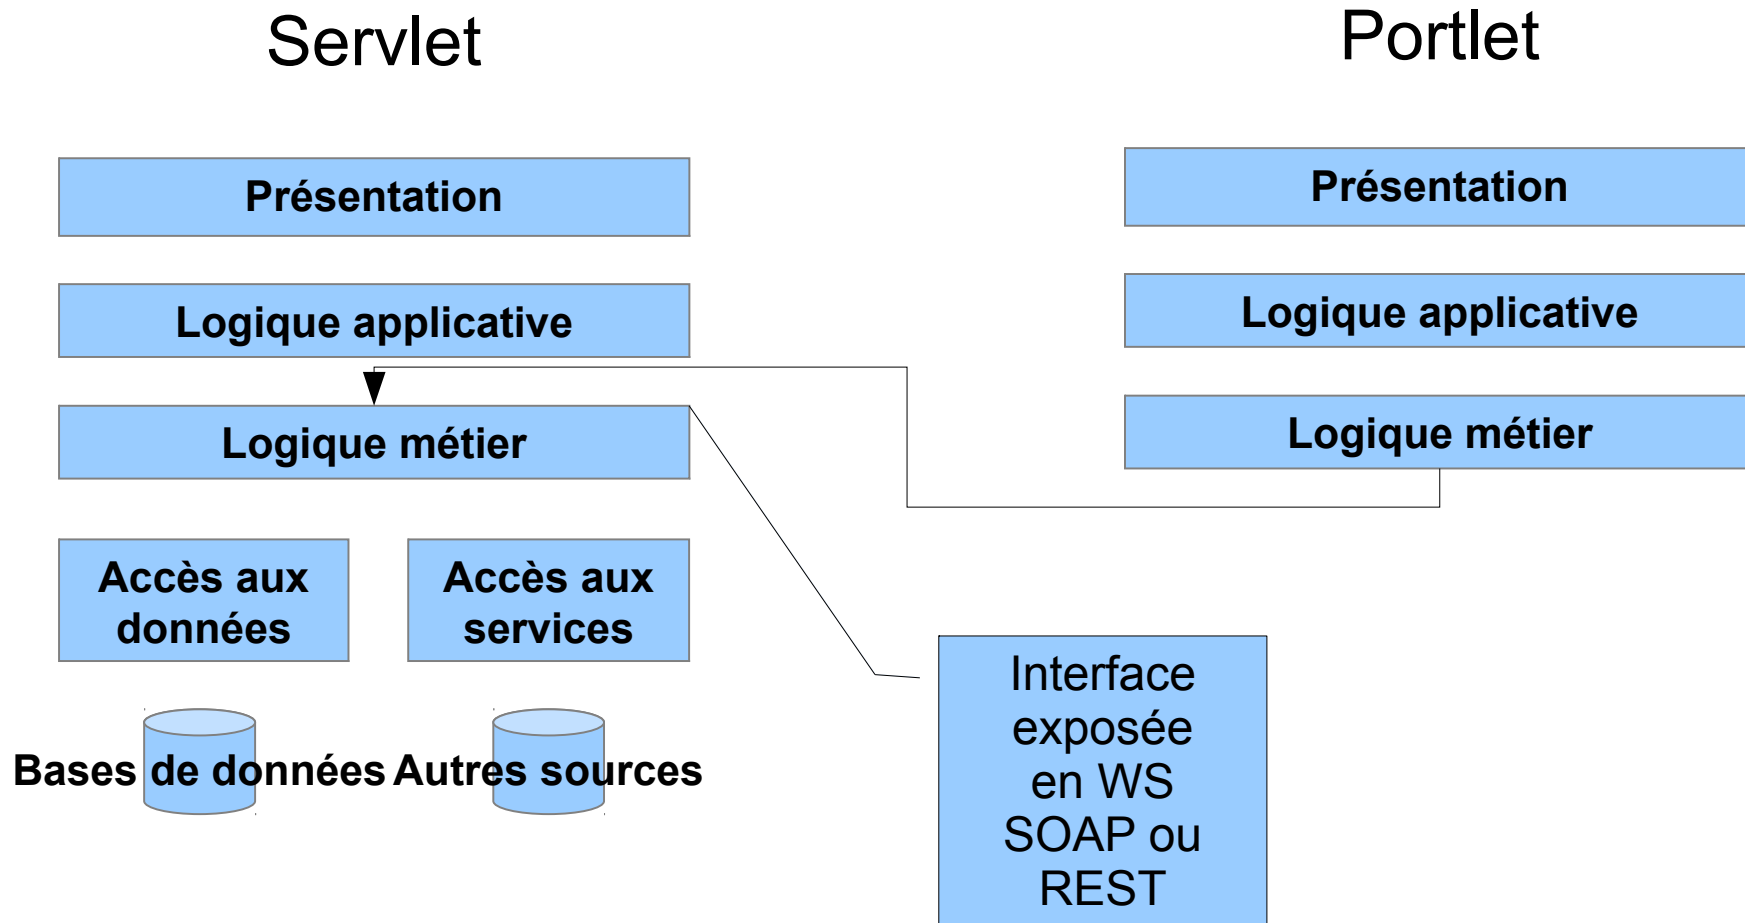 Servlet
Portlet
Présentation
Présentation
Logique applicative
Logique applicative
Logique métier
Logique métier
Accès aux
données
Accès aux
services
Bases de données
Autres sources
Interface
exposée
en WS
SOAP ou
REST